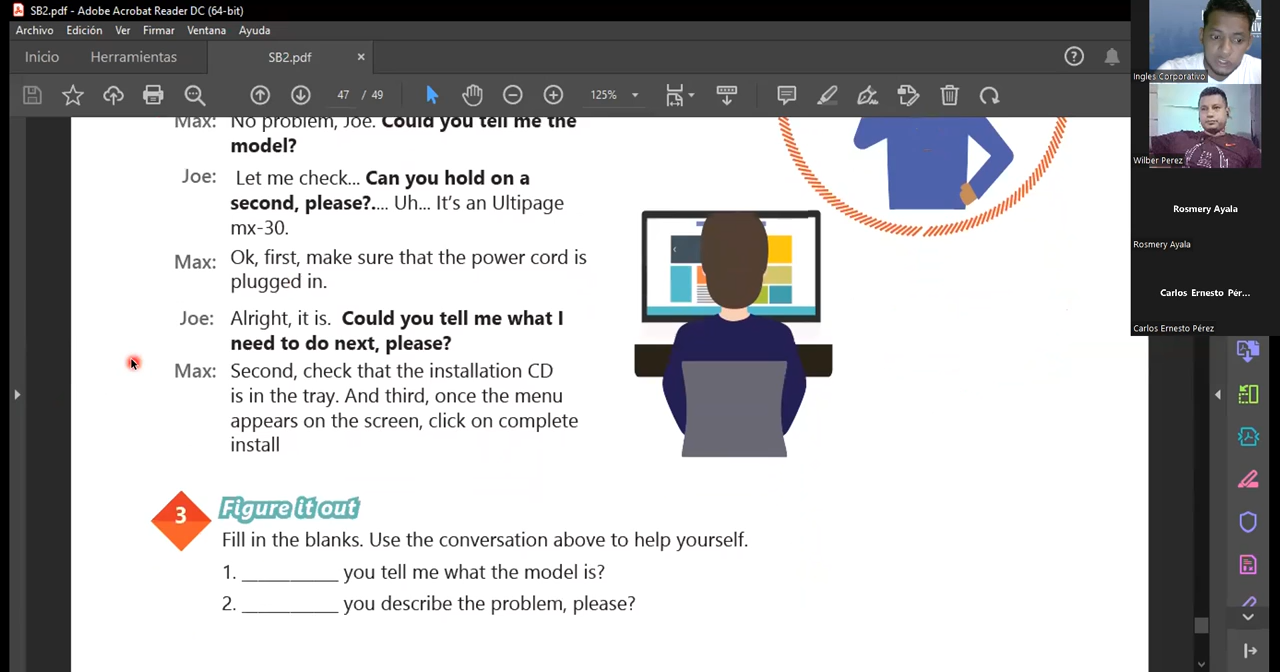 SB2.pdf - Adobe Acrobat Reader DC (64-bit)
Archivo Edición Ver Firmar Ventana Ayuda
Inicio Herramientas SB2.pdf ×
47 / 49 125%
Ingles Corporativo
Wilber Perez
Rosmery Ayala
Rosmery Ayala
Carlos Ernesto Pér...
Carlos Ernesto Pérez
Max: No problem, Joe. Could you tell me the
model?
Joe: Let me check... Can you hold on a
second, please?.... Uh... It's an Ultipage
mx-30.
Max: Ok, first, make sure that the power cord is
plugged in.
Joe: Alright, it is. Could you tell me what I
need to do next, please?
Max: Second, check that the installation CD
is in the tray. And third, once the menu
appears on the screen, click on complete
install
3 Figure it out
Fill in the blanks. Use the conversation above to help yourself.
1. __________ you tell me what the model is?
2. __________ you describe the problem, please?